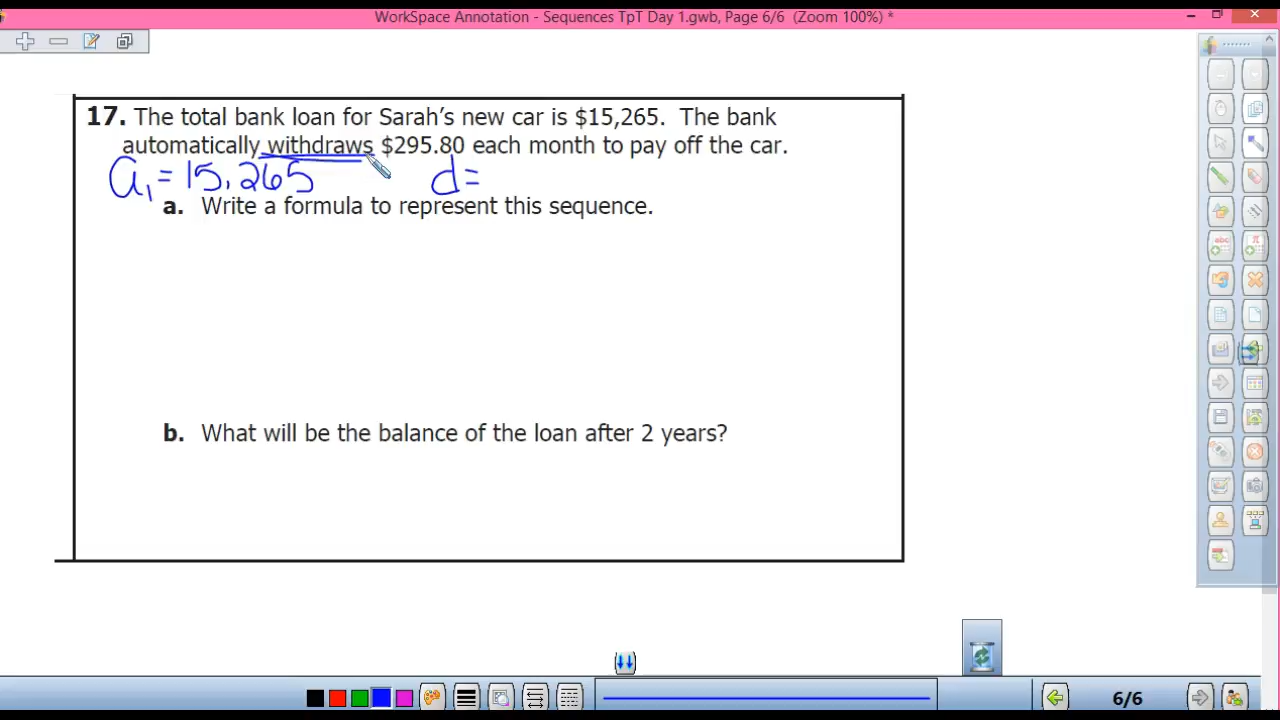 WorkSpace Annotation - Sequences TpT Day 1.gwb, Page 6/6 (Zoom 100%) *
17. The total bank loan for Sarah's new car is $15,265. The bank
automatically withdraws $295.80 each month to pay off the car.
a₁ = 15,265 d=
a. Write a formula to represent this sequence.
b. What will be the balance of the loan after 2 years?
6/6